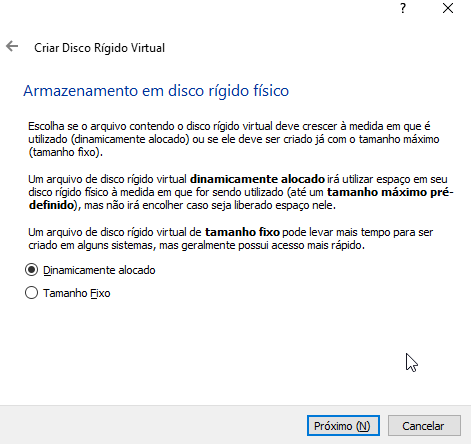 ?
Criar Disco Rígido Virtual
Armazenamento em disco rígido físico
Escolha se o arquivo contendo o disco rígido virtual deve crescer à medida em que é
utilizado (dinamicamente alocado) ou se ele deve ser criado já com o tamanho máximo
(tamanho fixo).
Um arquivo de disco rígido virtual dinamicamente alocado irá utilizar espaço em seu
disco rígido físico à medida em que for sendo utilizado (até um tamanho máximo pré-
definido), mas não irá encolher caso seja liberado espaço nele.
Um arquivo de disco rígido virtual de tamanho fixo pode levar mais tempo para ser
criado em alguns sistemas, mas geralmente possui acesso mais rápido.
Dinamicamente alocado
Tamanho Fixo
Próximo (N) Cancelar